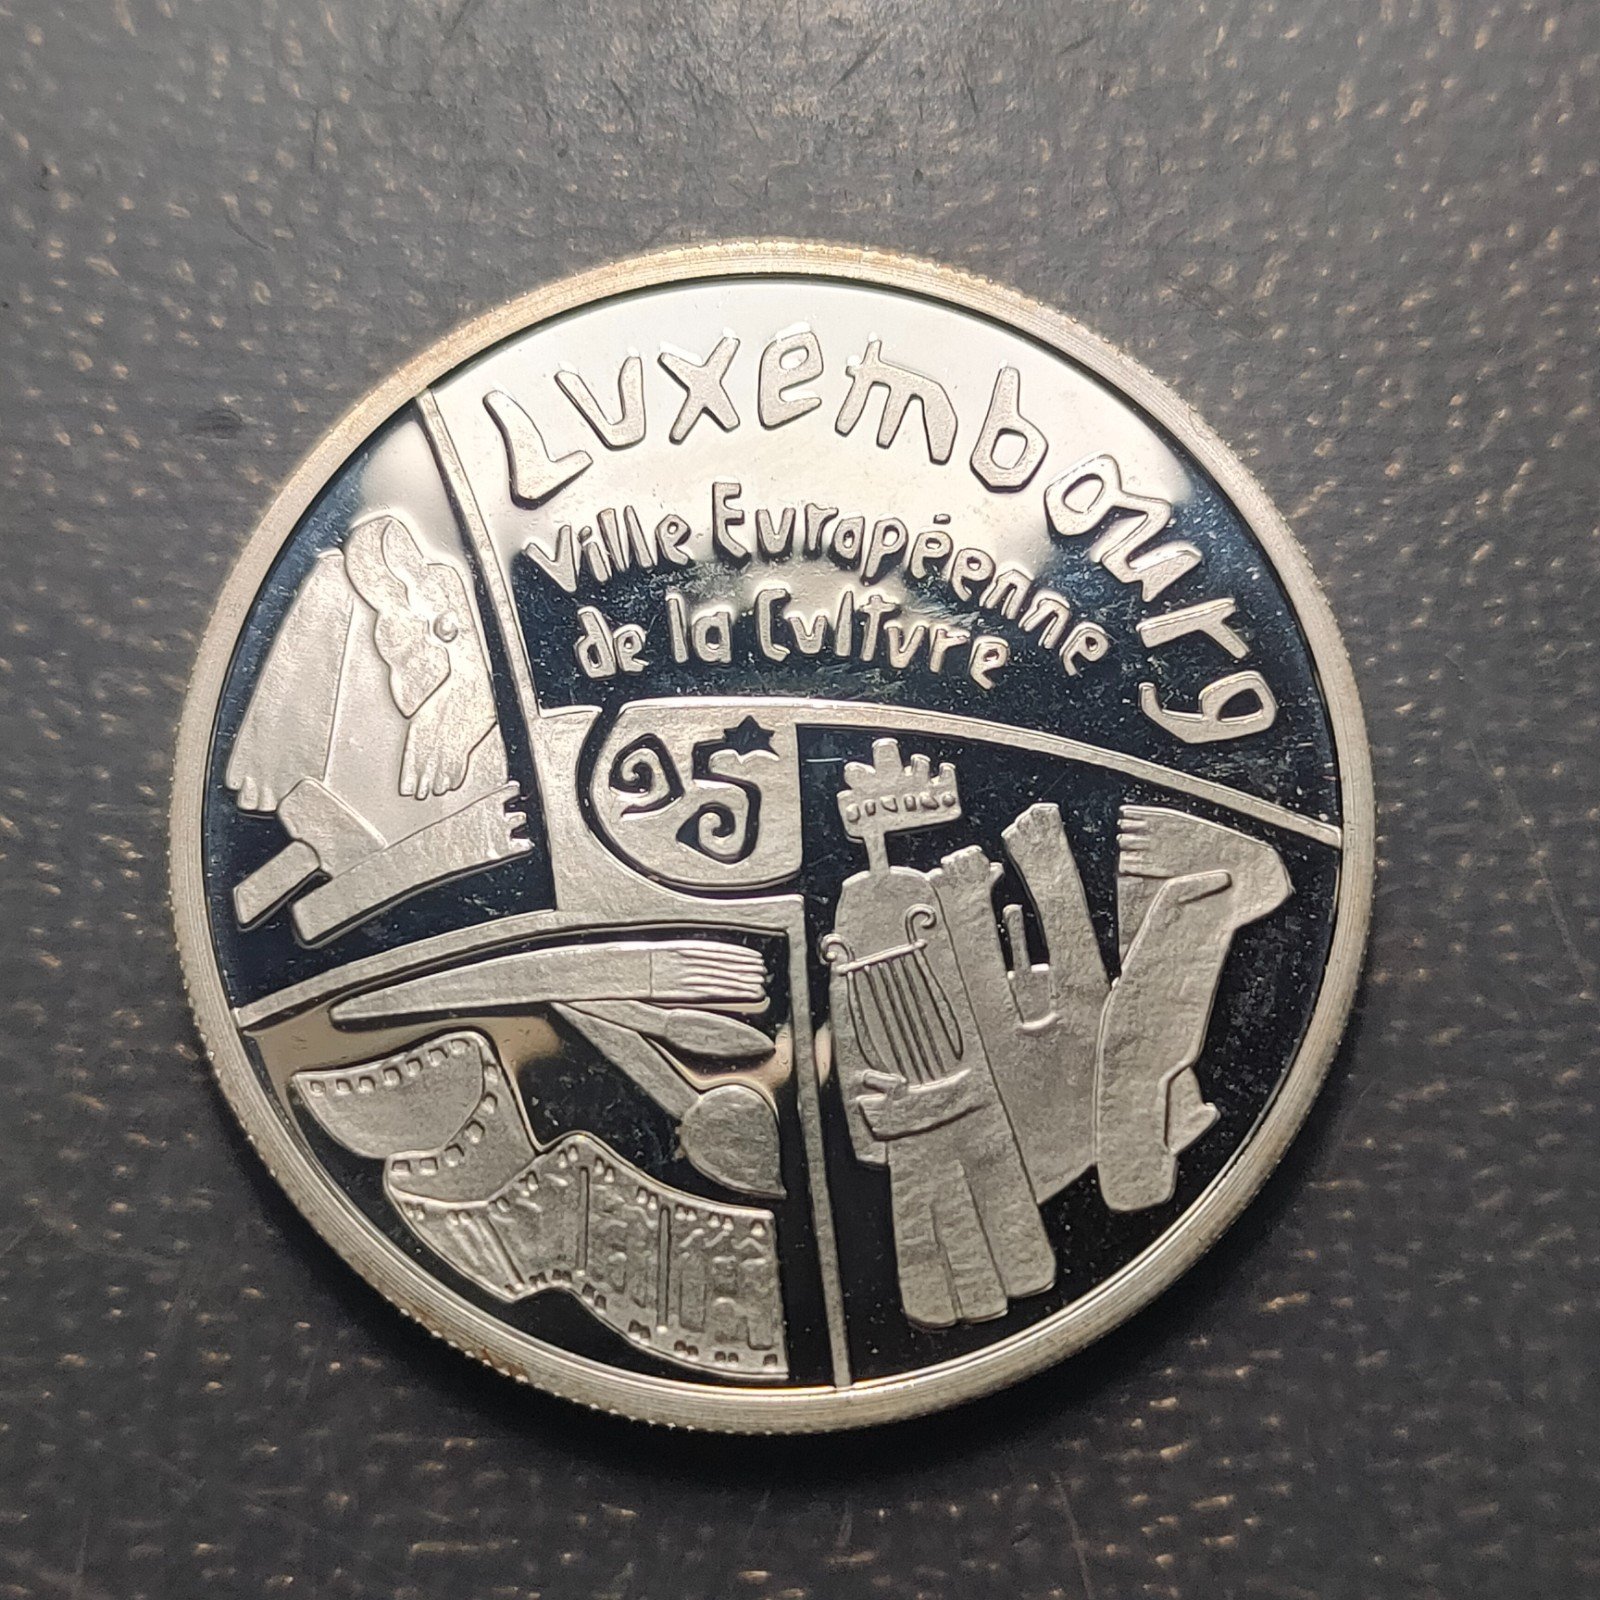 Luxembourg
Ville Européenne
de la Culture
95